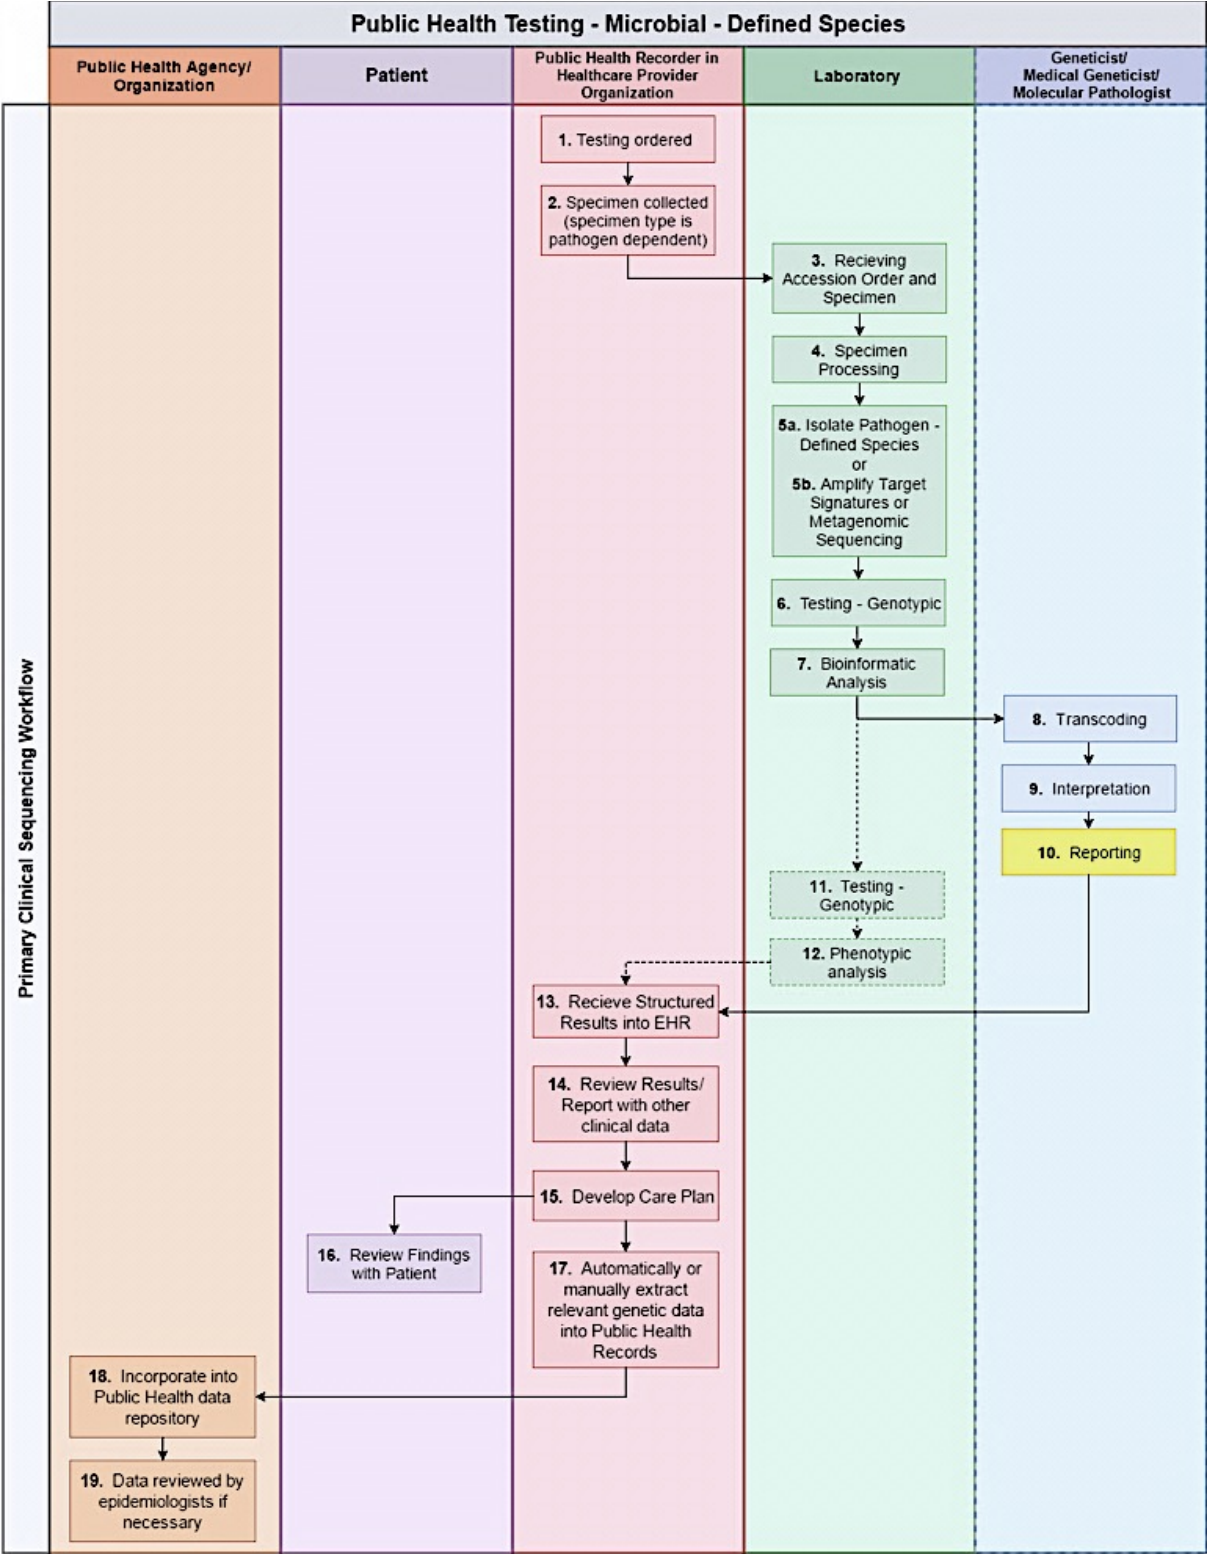 Public Health Testing - Microbial - Defined Species
Public Health Agency/
Organization
Patient
Public Health Recorder in
Healthcare Provider
Organization
Laboratory
Geneticist/
Medical Geneticist/
Molecular Pathologist
Primary Clinical Sequencing Workflow
1. Testing ordered
2. Specimen collected
(specimen type is
pathogen dependent)
3. Recieving
Accession Order and
Specimen
4. Specimen
Processing
5a. Isolate Pathogen -
Defined Species
or
5b. Amplify Target
Signatures or
Metagenomic
Sequencing
6. Testing - Genotypic
7. Bioinformatic
Analysis
8. Transcoding
9. Interpretation
10. Reporting
11. Testing -
Genotypic
12. Phenotypic
analysis
13. Recieve Structured
Results into EHR
14. Review Results/
Report with other
clinical data
15. Develop Care Plan
16. Review Findings
with Patient
17. Automatically or
manually extract
relevant genetic data
into Public Health
Records
18. Incorporate into
Public Health data
repository
19. Data reviewed by
epidemiologists if
necessary